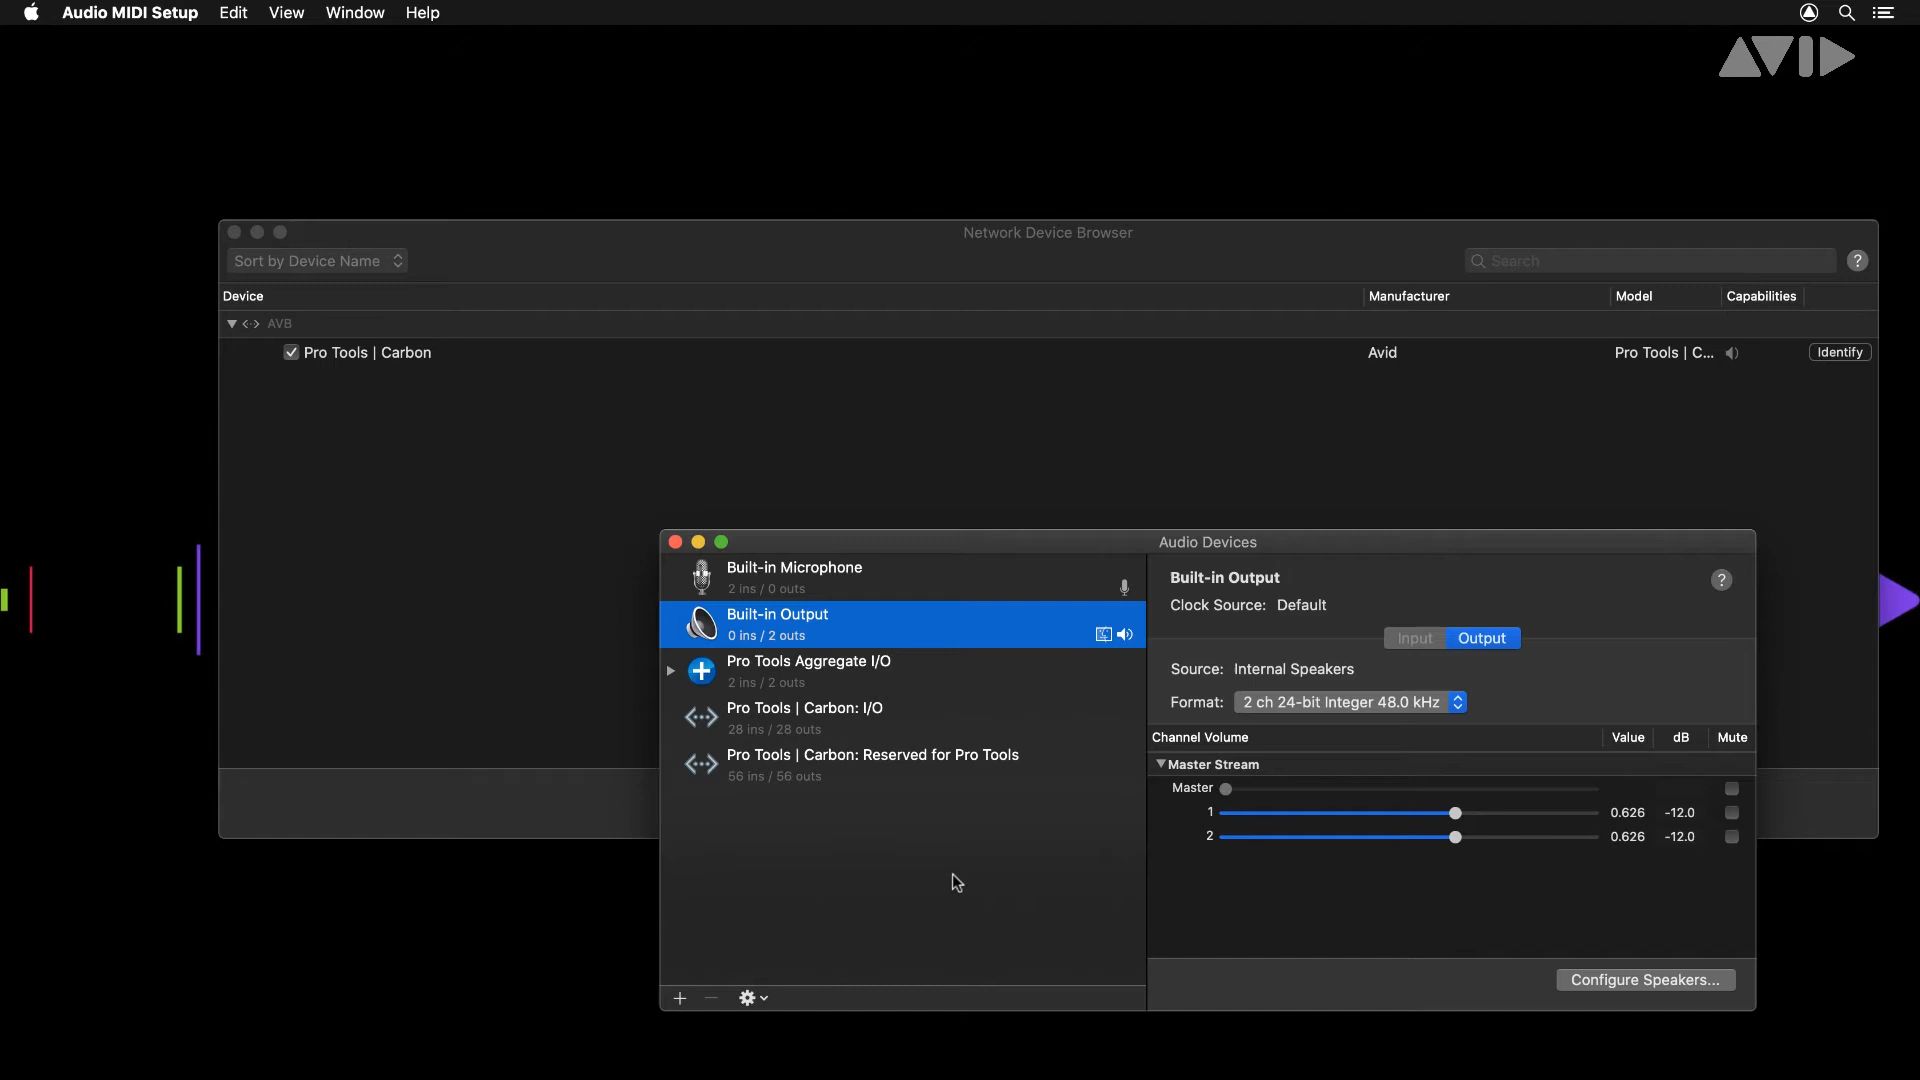 Audio MIDI Setup Edit View Window Help
AVID
Network Device Browser
Sort by Device Name Search ?
Device Manufacturer Model Capabilities
AVB
Pro Tools | Carbon Avid Pro Tools | C... Identify
Audio Devices
Built-in Microphone
2 ins / 0 outs
Built-in Output
0 ins / 2 outs
Pro Tools Aggregate I/O
2 ins / 2 outs
Pro Tools | Carbon: I/O
28 ins / 28 outs
Pro Tools | Carbon: Reserved for Pro Tools
56 ins / 56 outs
Built-in Output ?
Clock Source: Default
Input Output
Source: Internal Speakers
Format: 2 ch 24-bit Integer 48.0 kHz
Channel Volume Value dB Mute
Master Stream
Master
1 0.626 -12.0
2 0.626 -12.0
Configure Speakers...